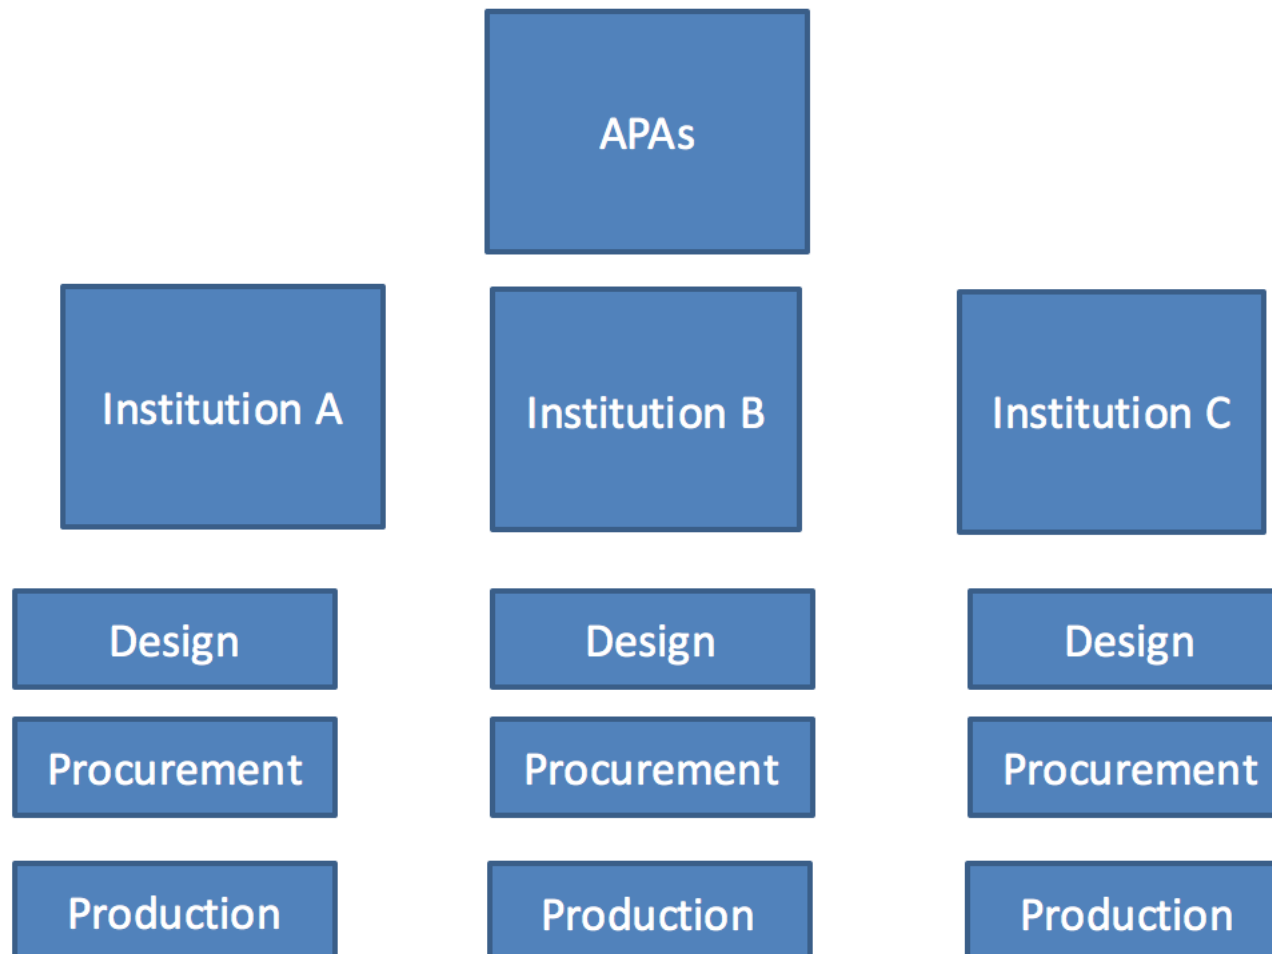 APAs
Institution A
Institution B
Institution C
Design
Design
Design
Procurement
Procurement
Procurement
Production
Production
Production